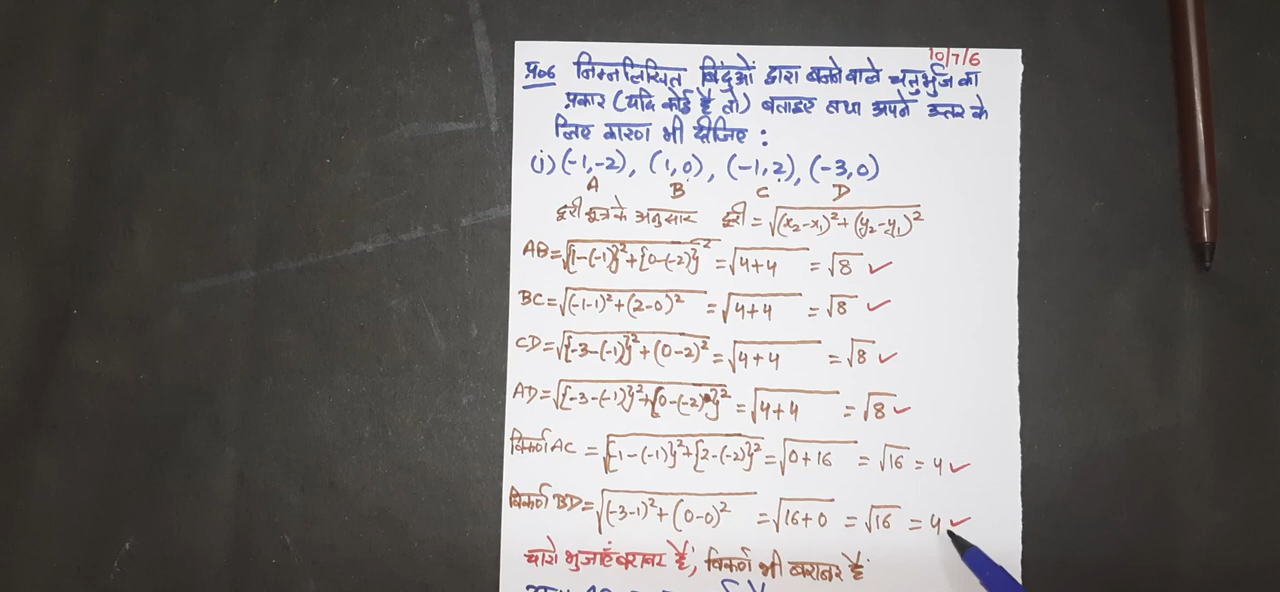 10/7/6
प्र०6 निम्नलिखित बिंदुओं द्वारा बनने वाले चतुर्भुज का
प्रकार (यदि कोई है तो) बताइए तथा अपने उत्तर के
लिए कारण भी दीजिए :
(i) (-1,-2), (1,0), (-1,2), (-3,0)
A B C D
दूरी सूत्र के अनुसार दूरी = √(x₂-x₁)²+(y₂-y₁)²
AB=√{1-(-1)}²+{0-(-2)}² = √4+4 = √8 ✓
BC=√(-1-1)²+(2-0)² = √4+4 = √8 ✓
CD=√{-3-(-1)}²+(0-2)² = √4+4 = √8 ✓
AD=√{-3-(-1)}²+{0-(-2)}² = √4+4 = √8 ✓
विकर्ण AC = √{-1-(-1)}²+{2-(-2)}² = √0+16 = √16 = 4 ✓
विकर्ण BD=√(-3-1)²+(0-0)² = √16+0 = √16 = 4 ✓
चारो भुजाएँ बराबर हैं, विकर्ण भी बराबर हैं